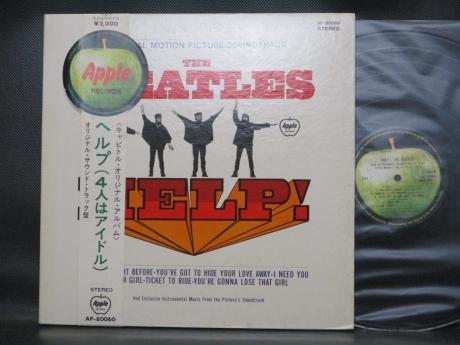 オリジナル・サウンド・トラック盤
¥2,000
Apple
RECORDS
〈キャピトル・オリジナル・アルバム〉
ヘルプ(4人はアイドル)
STEREO
Apple
AP-80060
AP-80060
STEREO
AL MOTION PICTURE SOUNDTRACK
THE
EATLES
Apple
HELP!
HT BEFORE-YOU'VE GOT TO HIDE YOUR LOVE AWAY-I NEED YOU
R GIRL-TICKET TO RIDE-YOU'RE GONNA LOSE THAT GIRL
And Exclusive Instrumental Music From the Picture's Soundtrack